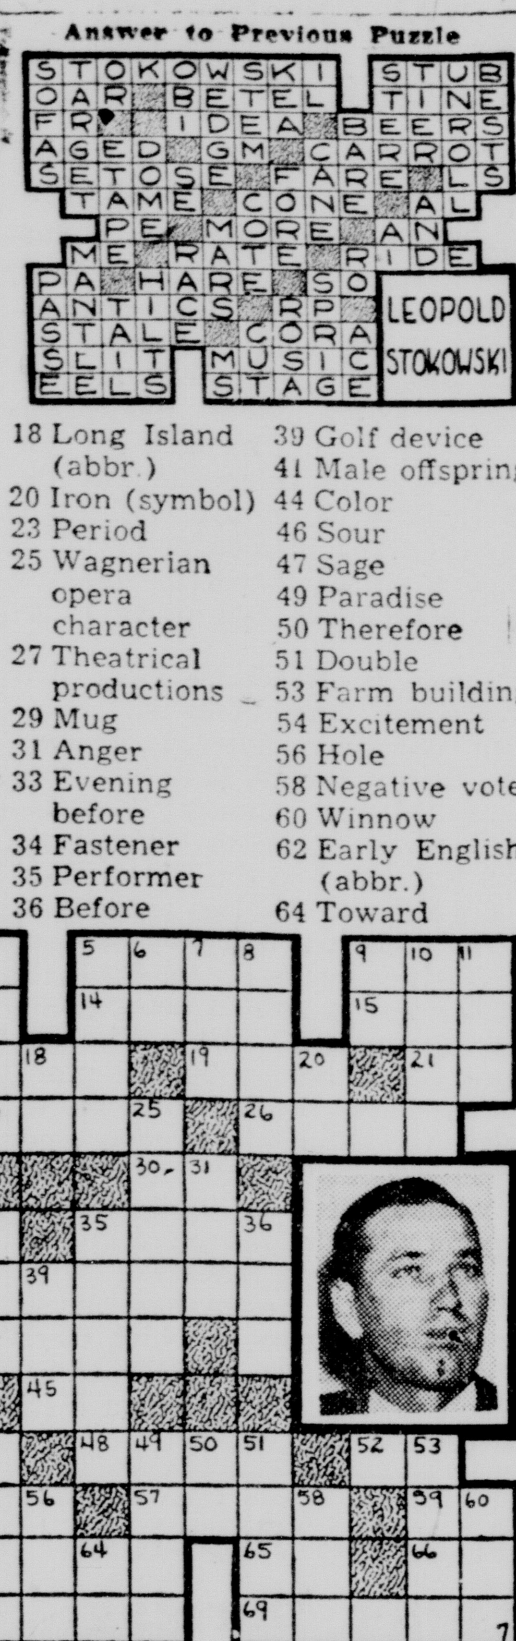 Answer to Previous Puzzle
STOKOWSKI STUB
OAR BETEL TINE
FR IDEA BEERS
AGED GM CARROT
SETOSE FARE LS
TAME CONE AL
PE MORE AN
ME RATE RIDE
PA HARE SO
ANTICS RP
STALE CORA
SLIT MUSIC
EELS STAGE
LEOPOLD
STOKOWSKI
18 Long Island
(abbr.)
20 Iron (symbol)
23 Period
25 Wagnerian
opera
character
27 Theatrical
productions
29 Mug
31 Anger
33 Evening
before
34 Fastener
35 Performer
36 Before
39 Golf device
41 Male offspring
44 Color
46 Sour
47 Sage
49 Paradise
50 Therefore
51 Double
53 Farm buildin
54 Excitement
56 Hole
58 Negative vote
60 Winnow
62 Early English
(abbr.)
64 Toward
5 6 7 8 9 10 11
14 15
18 19 20 21
25 26
30 31
35 36
39
45
48 49 50 51 52 53
56 57 58 59 60
64 65 66
69
7